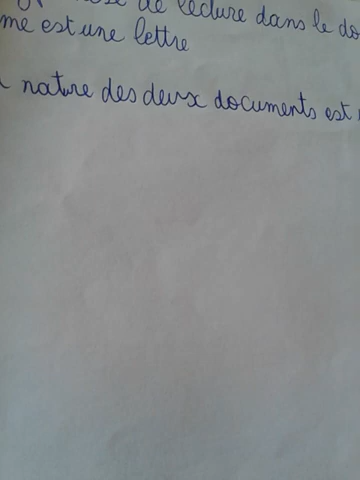 de lecture dans le do
me est une lettre
nature des deux documents est